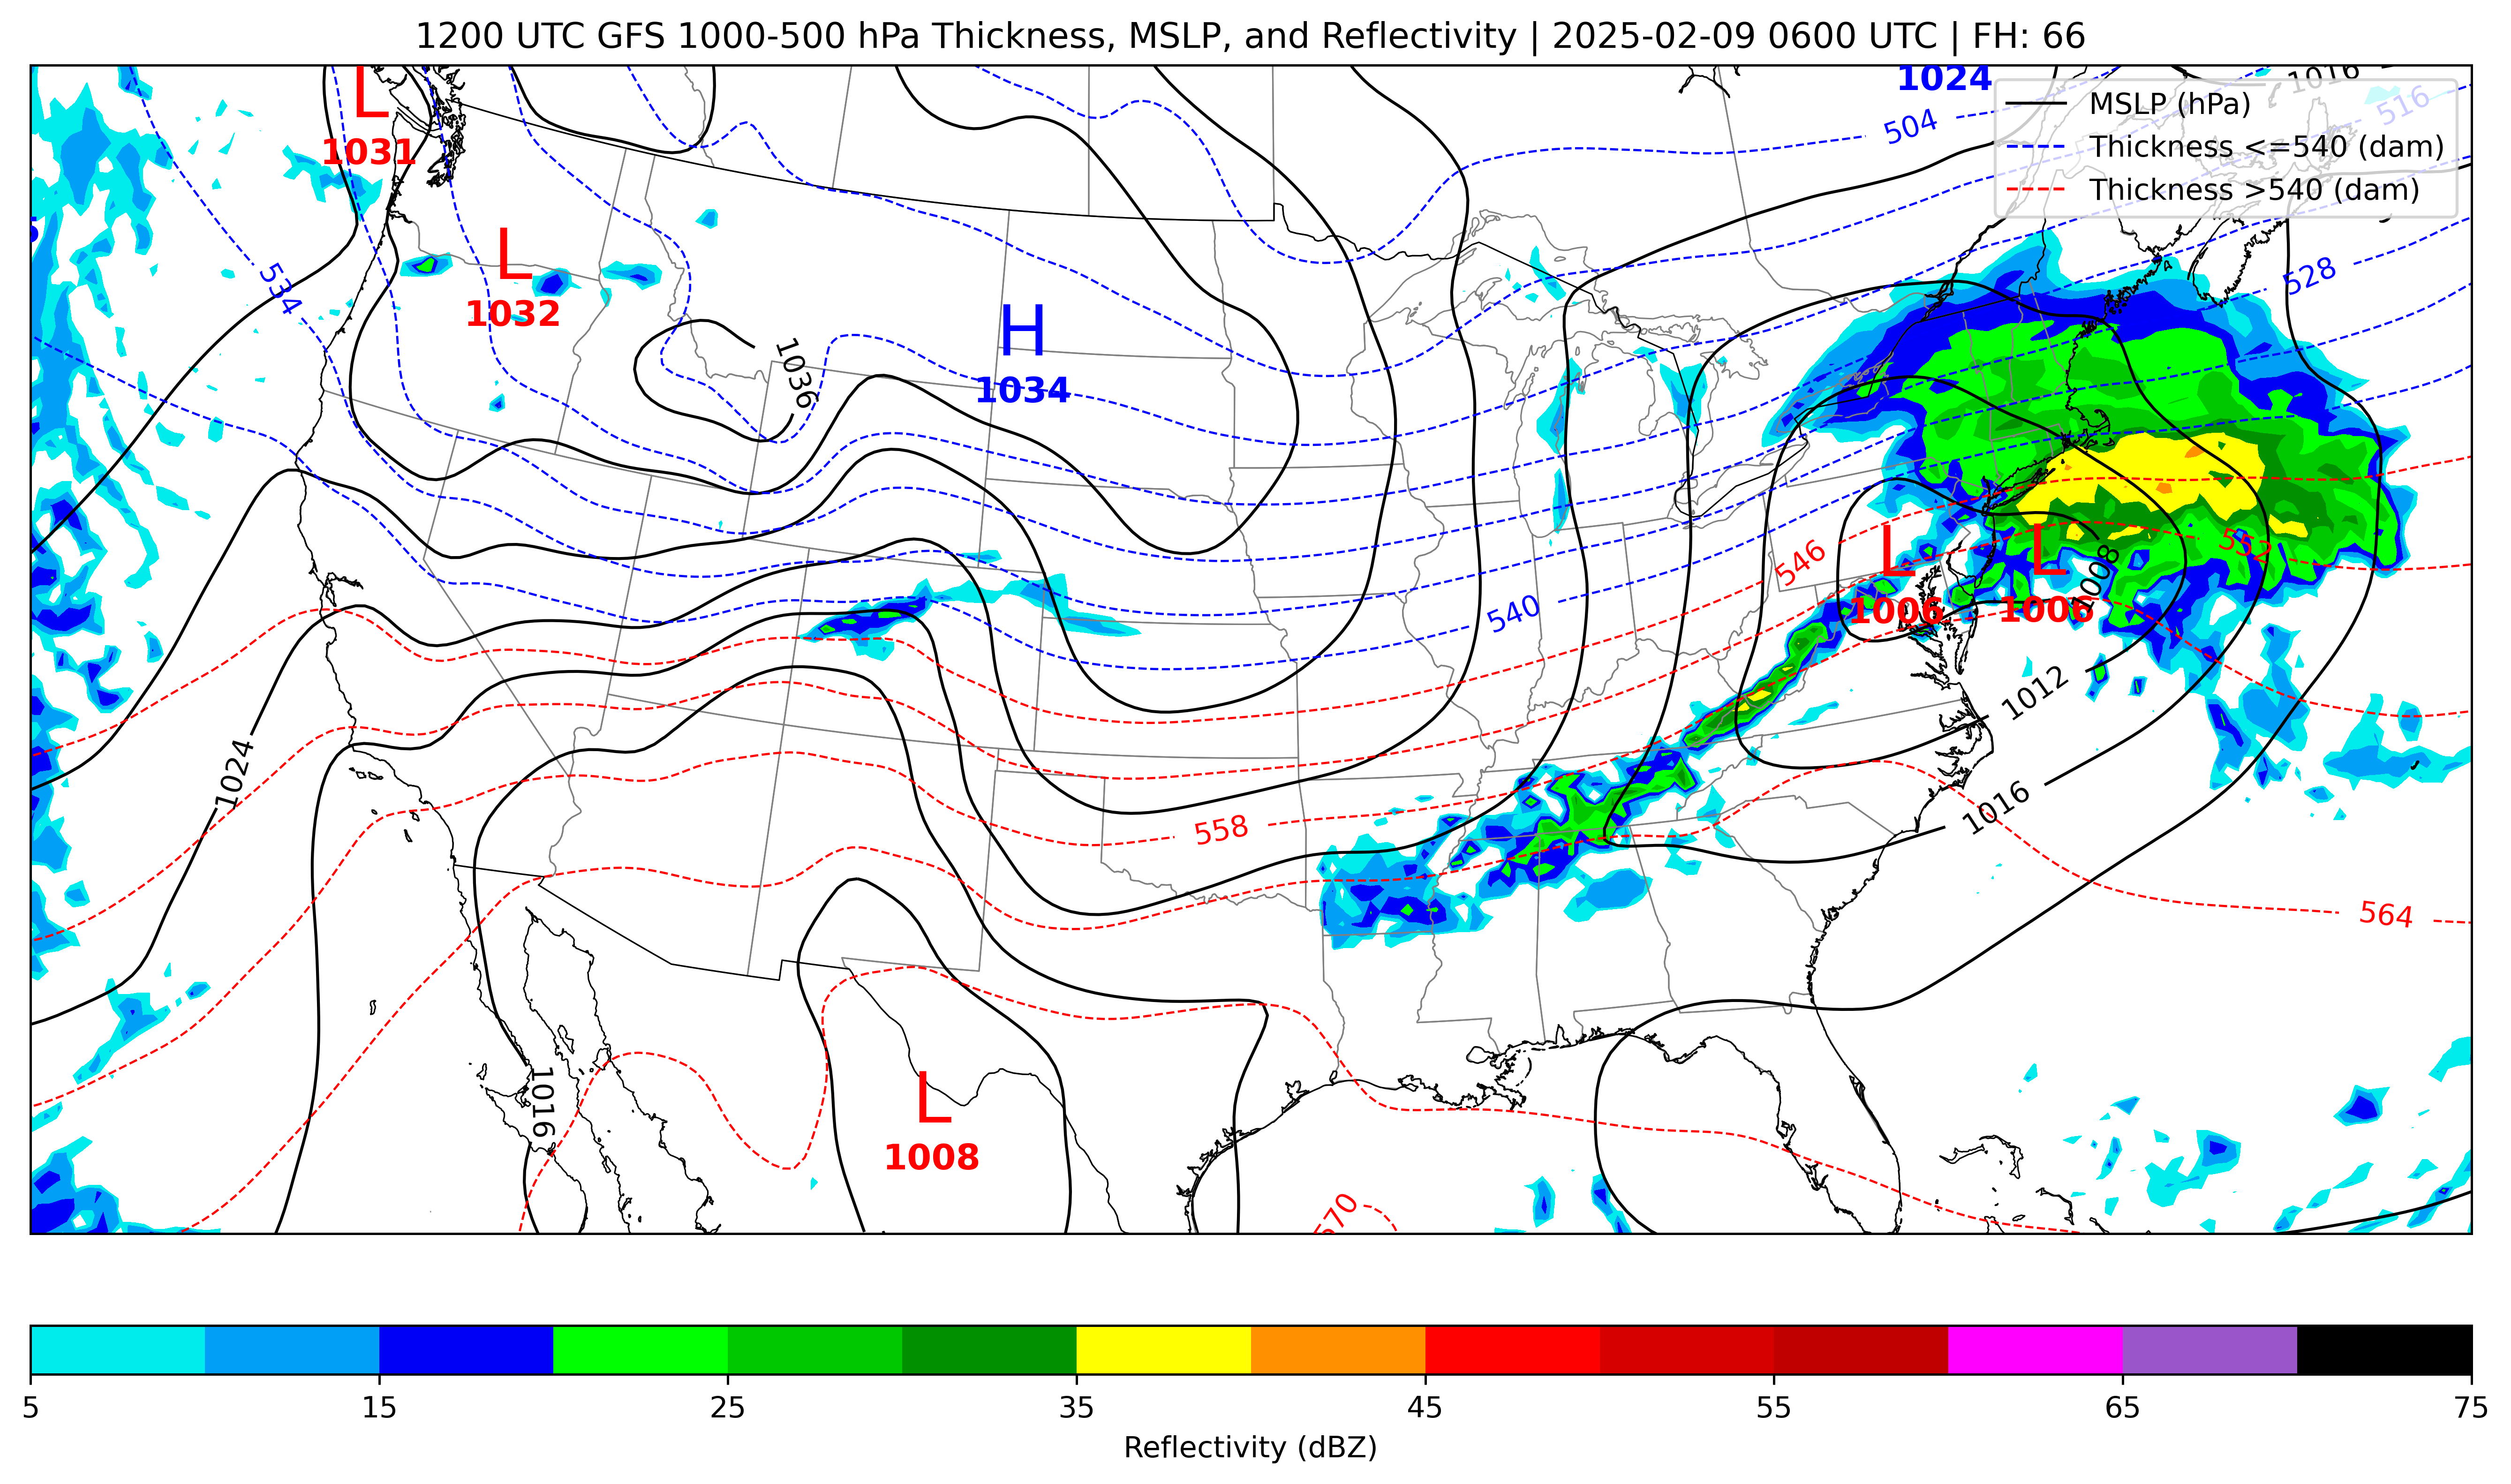 1200 UTC GFS 1000-500 hPa Thickness, MSLP, and Reflectivity | 2025-02-09 0600 UTC | FH: 66
1024
1016
MSLP (hPa)
Thickness <=540 (dam)
Thickness >540 (dam)
516
504
L
1031
L
1032
534
528
H
1034
1036
L
1006
L
1006
1008
546
552
540
1012
1016
1024
558
564
1016
L
1008
570
5 15 25 35 45 55 65 75
Reflectivity (dBZ)